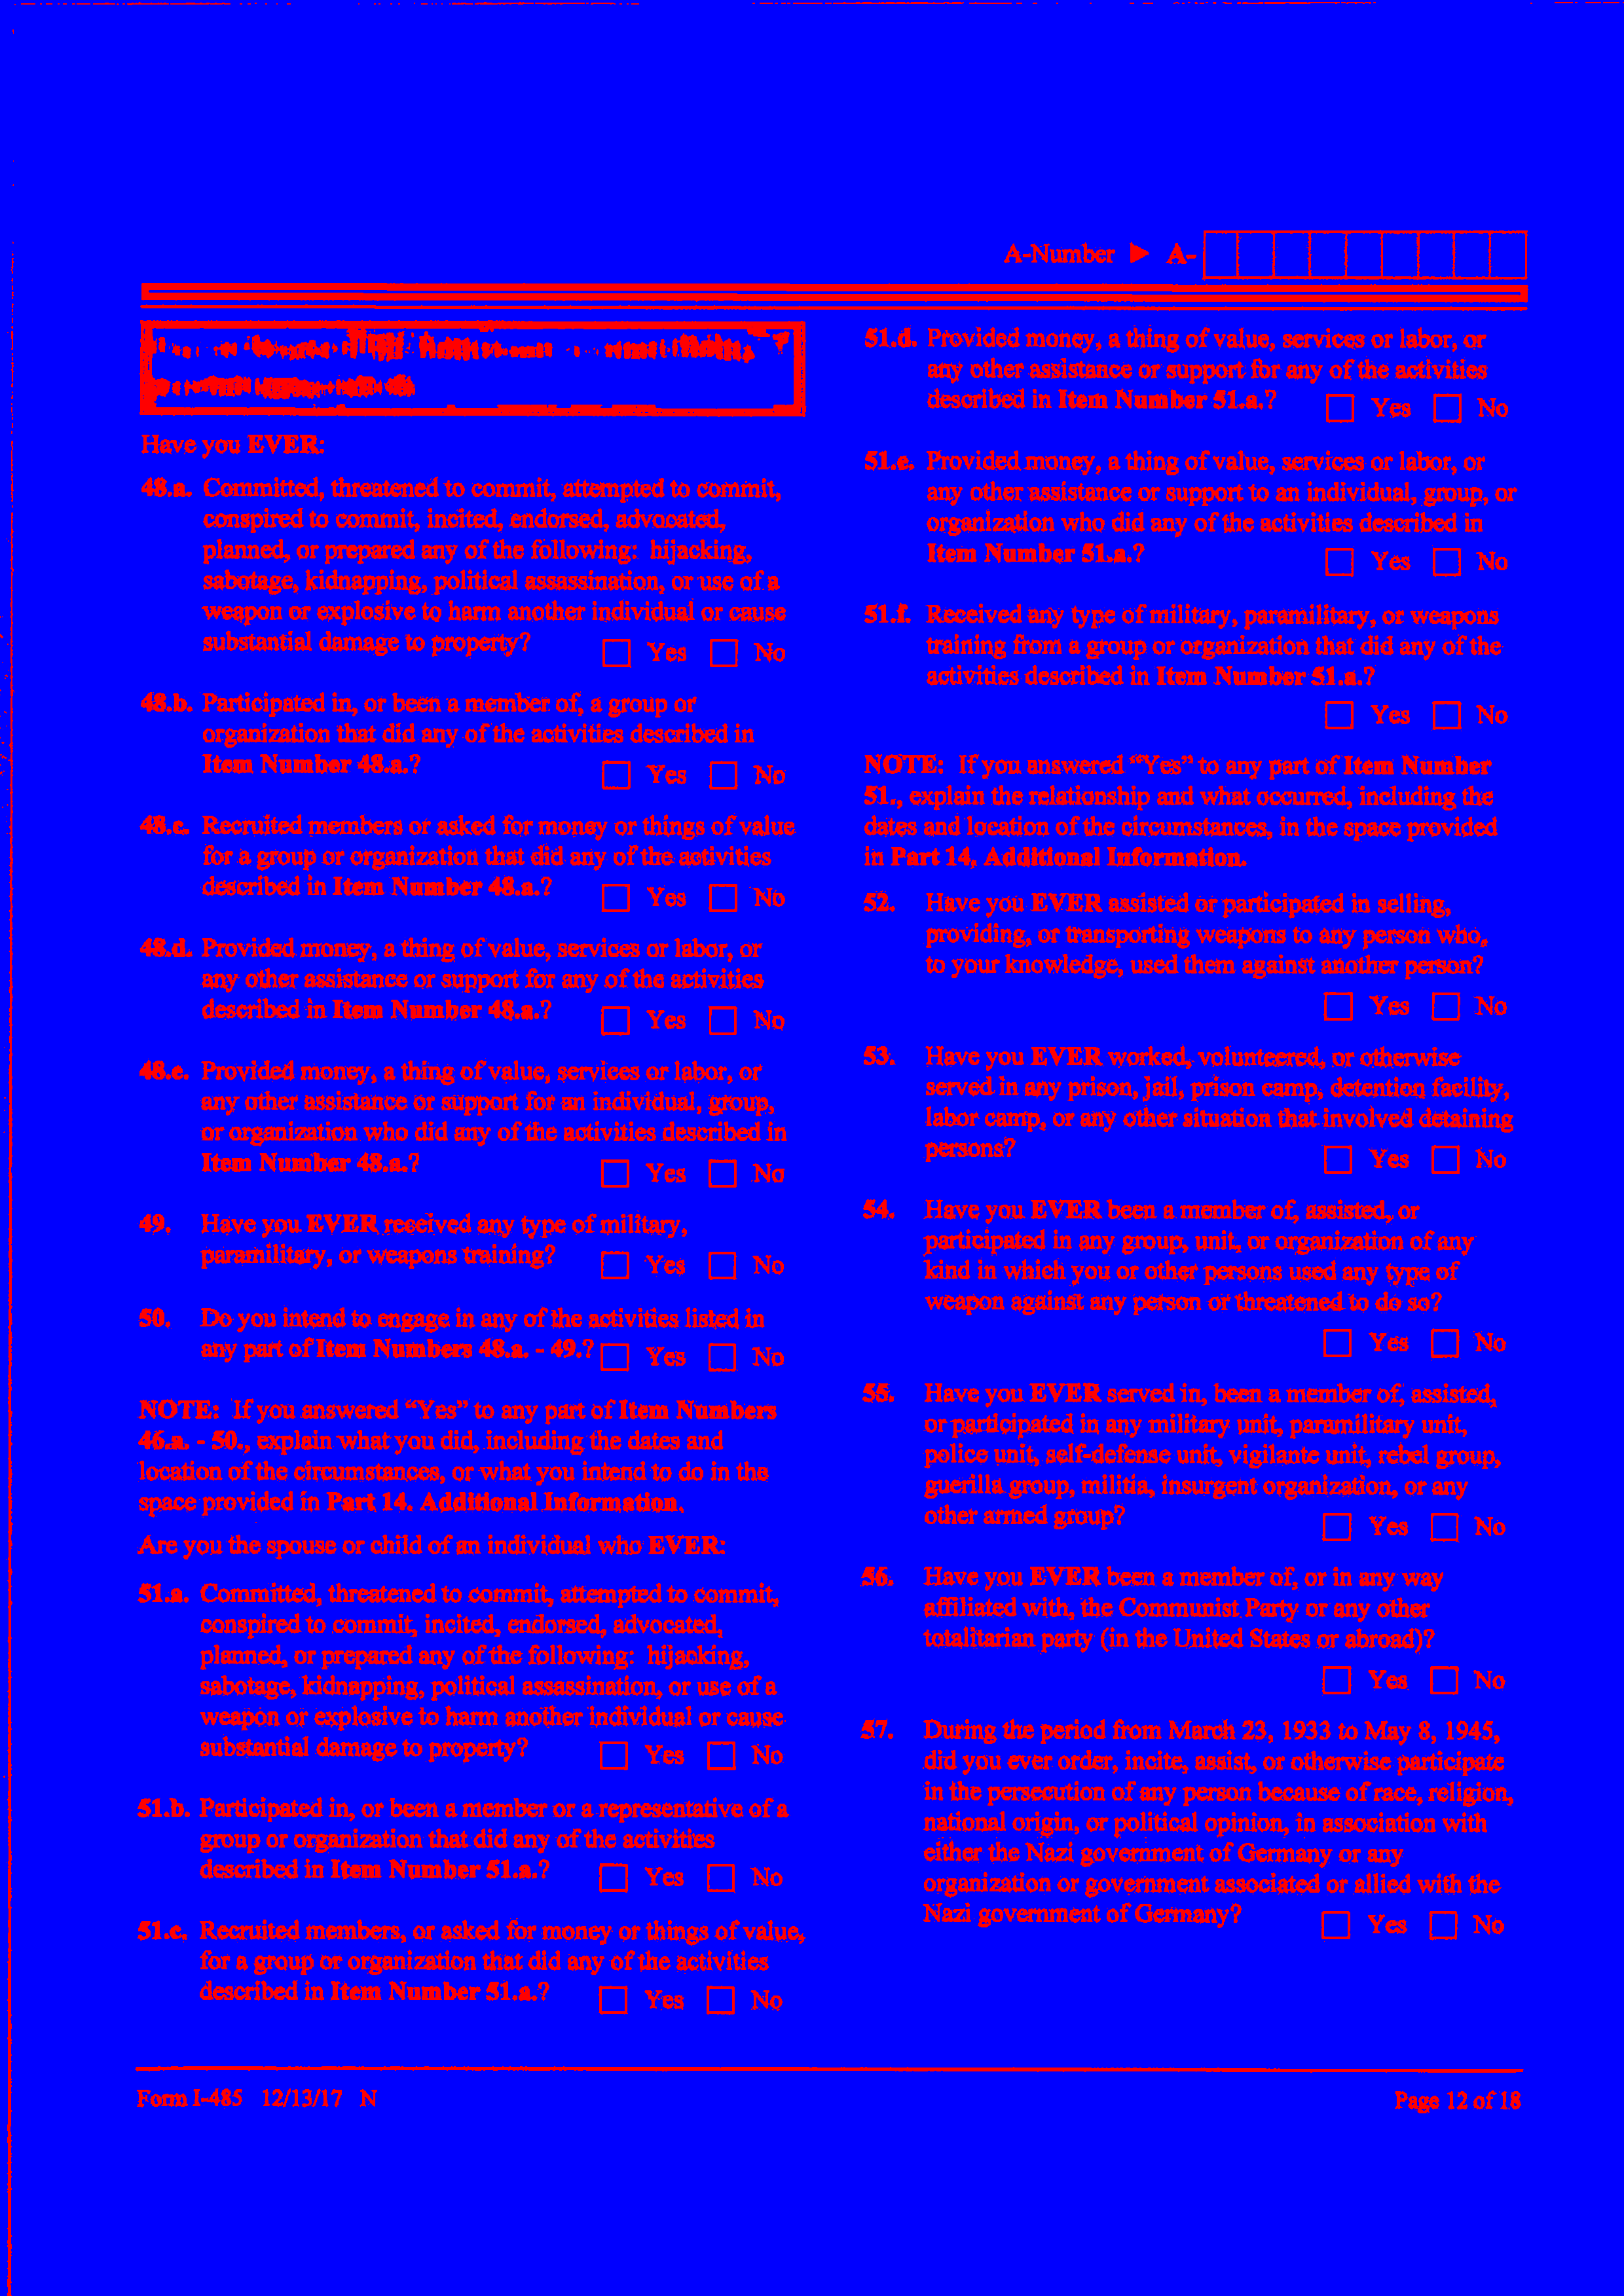 A-Number ► A-
Have you EVER:
48.a. Committed, threatened to commit, attempted to commit,
conspired to commit, incited, endorsed, advocated,
planned, or prepared any of the following: hijacking,
sabotage, kidnapping, political assassination, or use of a
weapon or explosive to harm another individual or cause
substantial damage to property? Yes No
48.b. Participated in, or been a member of, a group or
organization that did any of the activities described in
Item Number 48.a.? Yes No
48.c. Recruited members or asked for money or things of value
for a group or organization that did any of the activities
described in Item Number 48.a.? Yes No
48.d. Provided money, a thing of value, services or labor, or
any other assistance or support for any of the activities
described in Item Number 48.a.? Yes No
48.e. Provided money, a thing of value, services or labor, or
any other assistance or support for an individual, group,
or organization who did any of the activities described in
Item Number 48.a.? Yes No
49. Have you EVER received any type of military,
paramilitary, or weapons training? Yes No
50. Do you intend to engage in any of the activities listed in
any part of Item Numbers 48.a. - 49.? Yes No
NOTE: If you answered “Yes” to any part of Item Numbers
46.a. - 50., explain what you did, including the dates and
location of the circumstances, or what you intend to do in the
space provided in Part 14. Additional Information.
Are you the spouse or child of an individual who EVER:
51.a. Committed, threatened to commit, attempted to commit,
conspired to commit, incited, endorsed, advocated,
planned, or prepared any of the following: hijacking,
sabotage, kidnapping, political assassination, or use of a
weapon or explosive to harm another individual or cause
substantial damage to property? Yes No
51.b. Participated in, or been a member or a representative of a
group or organization that did any of the activities
described in Item Number 51.a.? Yes No
51.c. Recruited members, or asked for money or things of value,
for a group or organization that did any of the activities
described in Item Number 51.a.? Yes No
51.d. Provided money, a thing of value, services or labor, or
any other assistance or support for any of the activities
described in Item Number 51.a.? Yes No
51.e. Provided money, a thing of value, services or labor, or
any other assistance or support to an individual, group, or
organization who did any of the activities described in
Item Number 51.a.? Yes No
51.f. Received any type of military, paramilitary, or weapons
training from a group or organization that did any of the
activities described in Item Number 51.a.?
Yes No
NOTE: If you answered “Yes” to any part of Item Number
51., explain the relationship and what occurred, including the
dates and location of the circumstances, in the space provided
in Part 14. Additional Information.
52. Have you EVER assisted or participated in selling,
providing, or transporting weapons to any person who,
to your knowledge, used them against another person?
Yes No
53. Have you EVER worked, volunteered, or otherwise
served in any prison, jail, prison camp, detention facility,
labor camp, or any other situation that involved detaining
persons? Yes No
54. Have you EVER been a member of, assisted, or
participated in any group, unit, or organization of any
kind in which you or other persons used any type of
weapon against any person or threatened to do so?
Yes No
55. Have you EVER served in, been a member of, assisted,
or participated in any military unit, paramilitary unit,
police unit, self-defense unit, vigilante unit, rebel group,
guerilla group, militia, insurgent organization, or any
other armed group? Yes No
56. Have you EVER been a member of, or in any way
affiliated with, the Communist Party or any other
totalitarian party (in the United States or abroad)?
Yes No
57. During the period from March 23, 1933 to May 8, 1945,
did you ever order, incite, assist, or otherwise participate
in the persecution of any person because of race, religion,
national origin, or political opinion, in association with
either the Nazi government of Germany or any
organization or government associated or allied with the
Nazi government of Germany? Yes No
Form I-485 12/13/17 N
Page 12 of 18